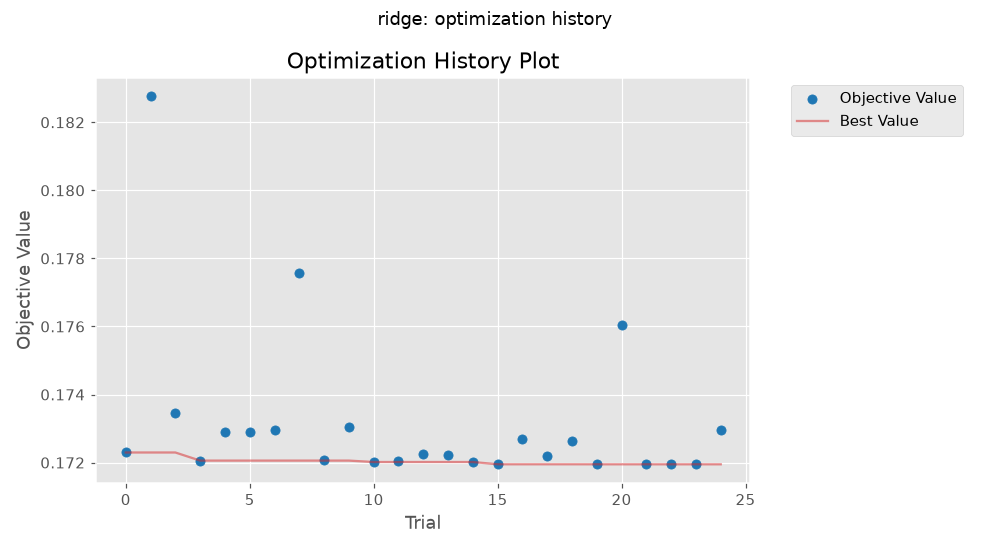 ridge: optimization history
Optimization History Plot
Objective Value
Best Value
Objective Value
0.182
0.180
0.178
0.176
0.174
0.172
0
5
10
15
20
25
Trial